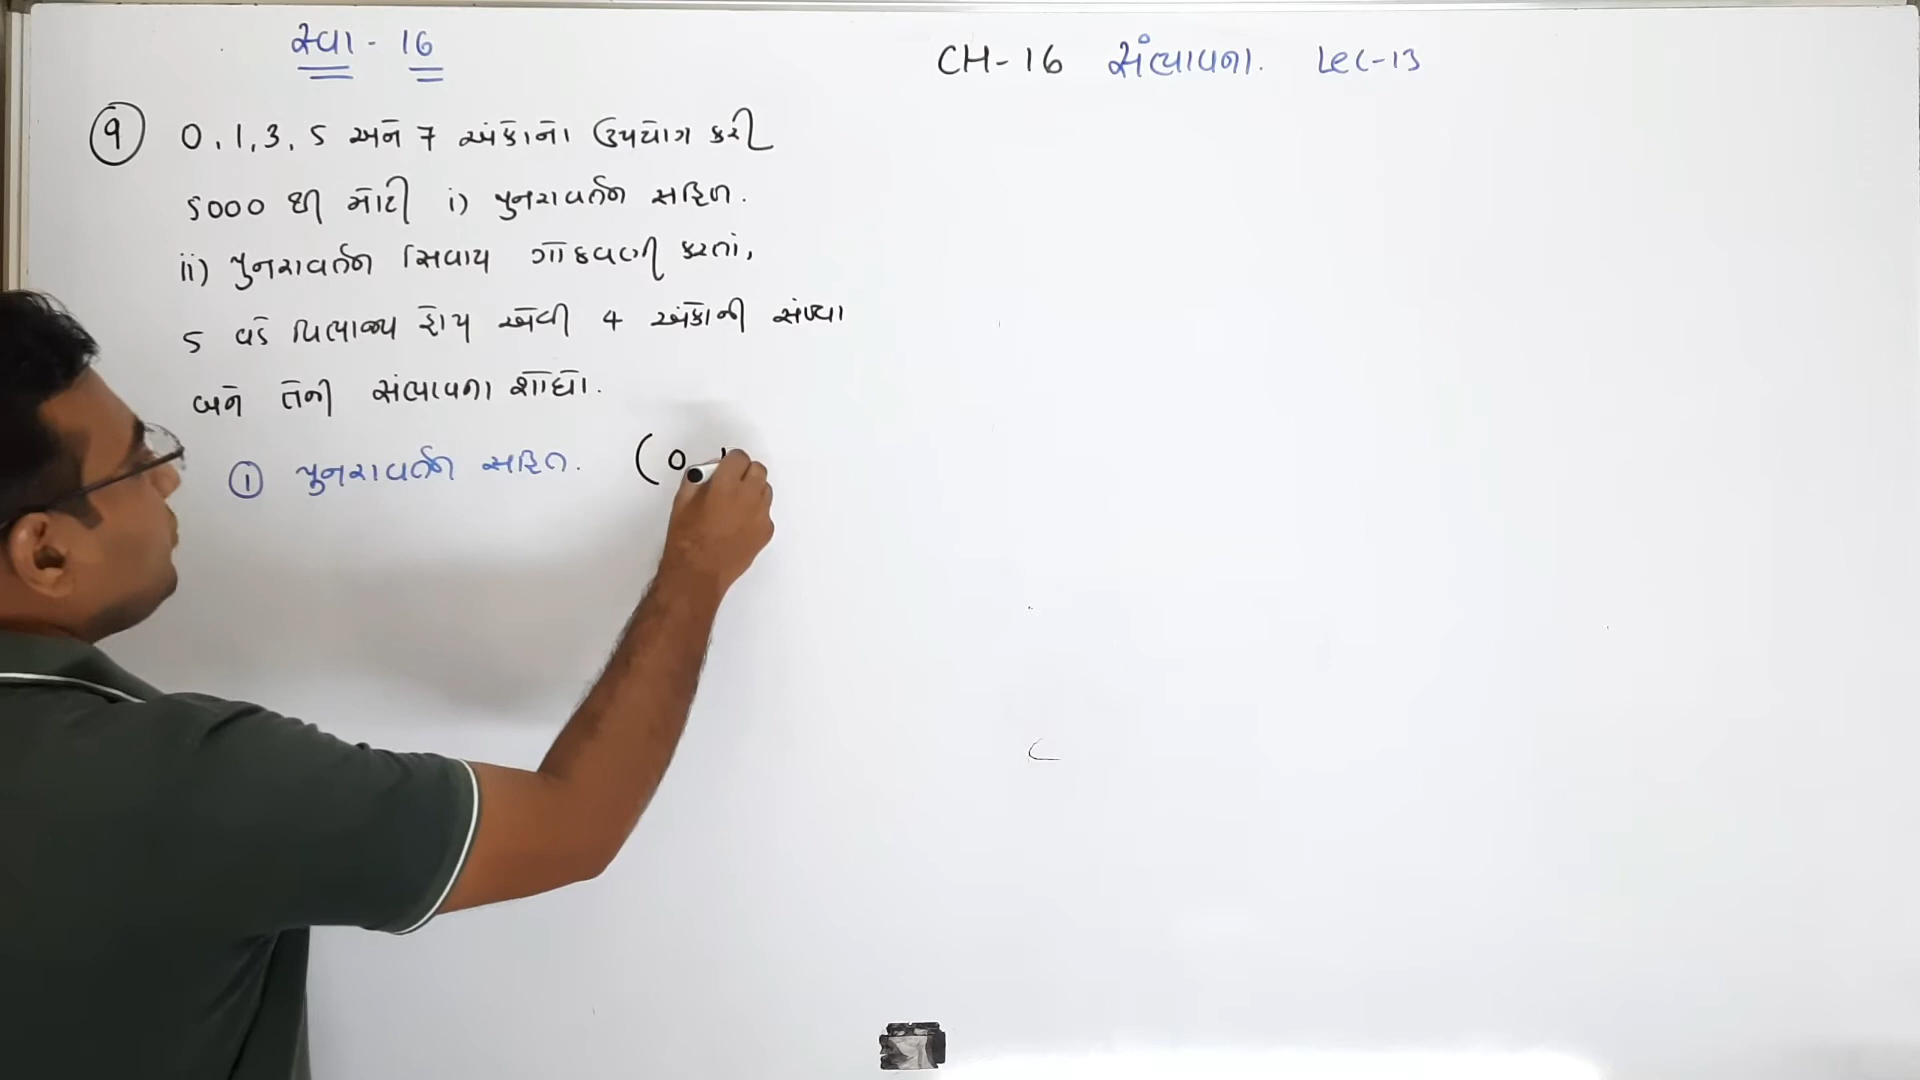 સ્વા - 16
CH-16 સંભાવના. Lec-13
9 0, 1, 3, 5 અને 7 અંકોનો ઉપયોગ કરી
5000 થી મોટી i) પુનરાવર્તન સહિત.
ii) પુનરાવર્તન સિવાય ગોઠવણી કરતાં,
5 વડે વિભાજ્ય હોય એવી 4 અંકોની સંખ્યા
બને તેની સંભાવના શોધો.
1 પુનરાવર્તન સહિત. (0